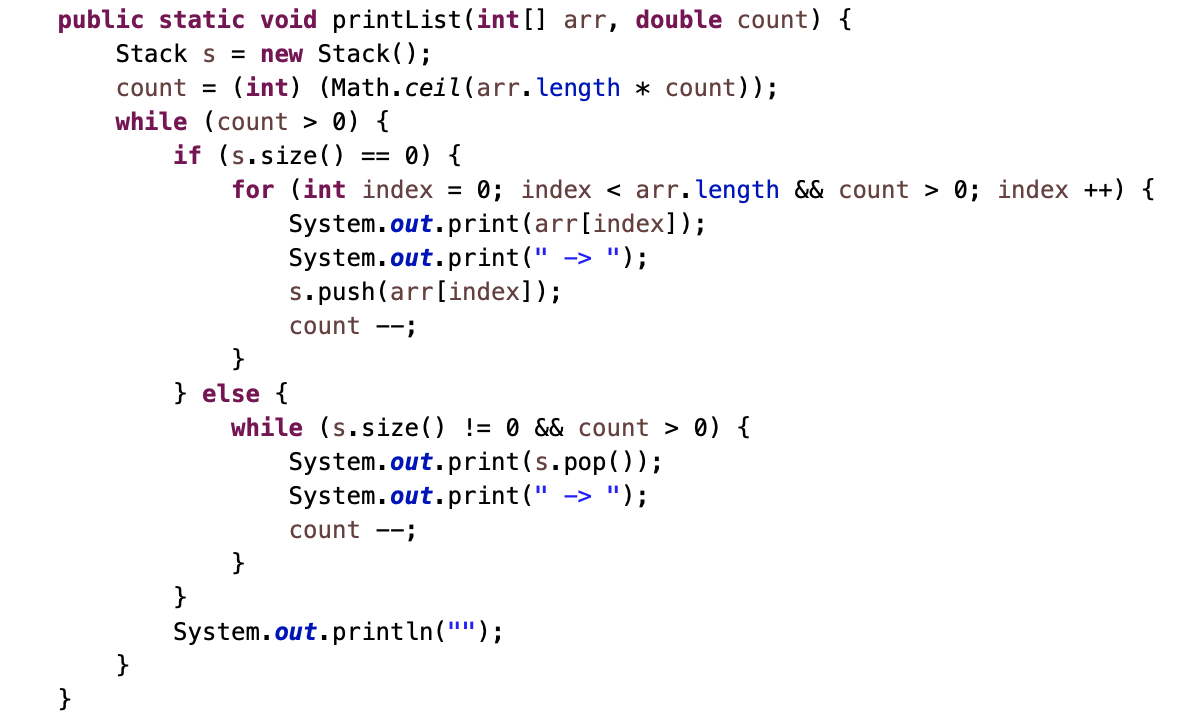 public static void printList(int[] arr, double count) {
    Stack s = new Stack();
    count = (int) (Math.ceil(arr.length * count));
    while (count > 0) {
        if (s.size() == 0) {
            for (int index = 0; index < arr.length && count > 0; index ++) {
                System.out.print(arr[index]);
                System.out.print(" -> ");
                s.push(arr[index]);
                count --;
            }
        } else {
            while (s.size() != 0 && count > 0) {
                System.out.print(s.pop());
                System.out.print(" -> ");
                count --;
            }
        }
        System.out.println("");
    }
}